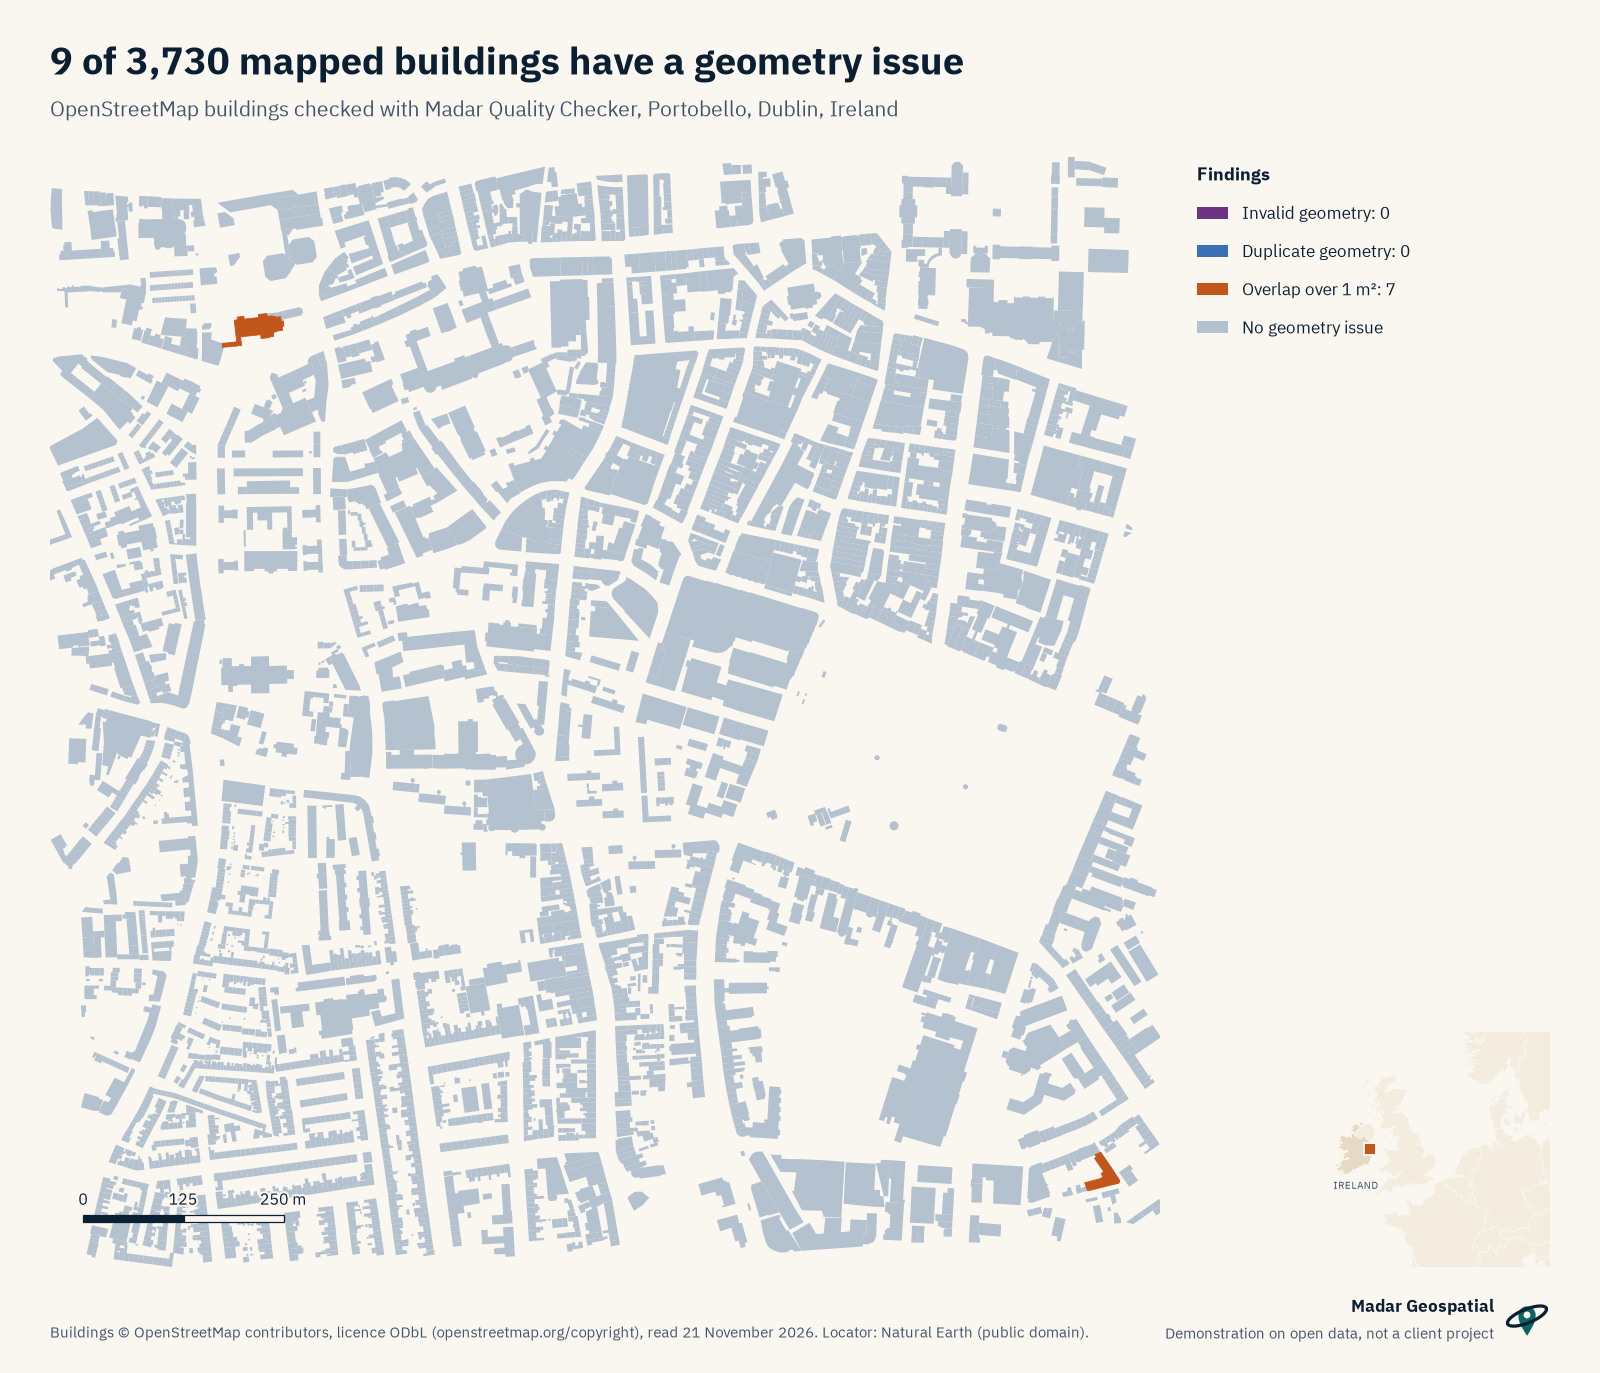 9 of 3,730 mapped buildings have a geometry issue
OpenStreetMap buildings checked with Madar Quality Checker, Portobello, Dublin, Ireland
Findings
Invalid geometry: 0
Duplicate geometry: 0
Overlap over 1 m²: 7
No geometry issue
0 125 250 m
IRELAND
Madar Geospatial
Demonstration on open data, not a client project
Buildings © OpenStreetMap contributors, licence ODbL (openstreetmap.org/copyright), read 21 November 2026. Locator: Natural Earth (public domain).